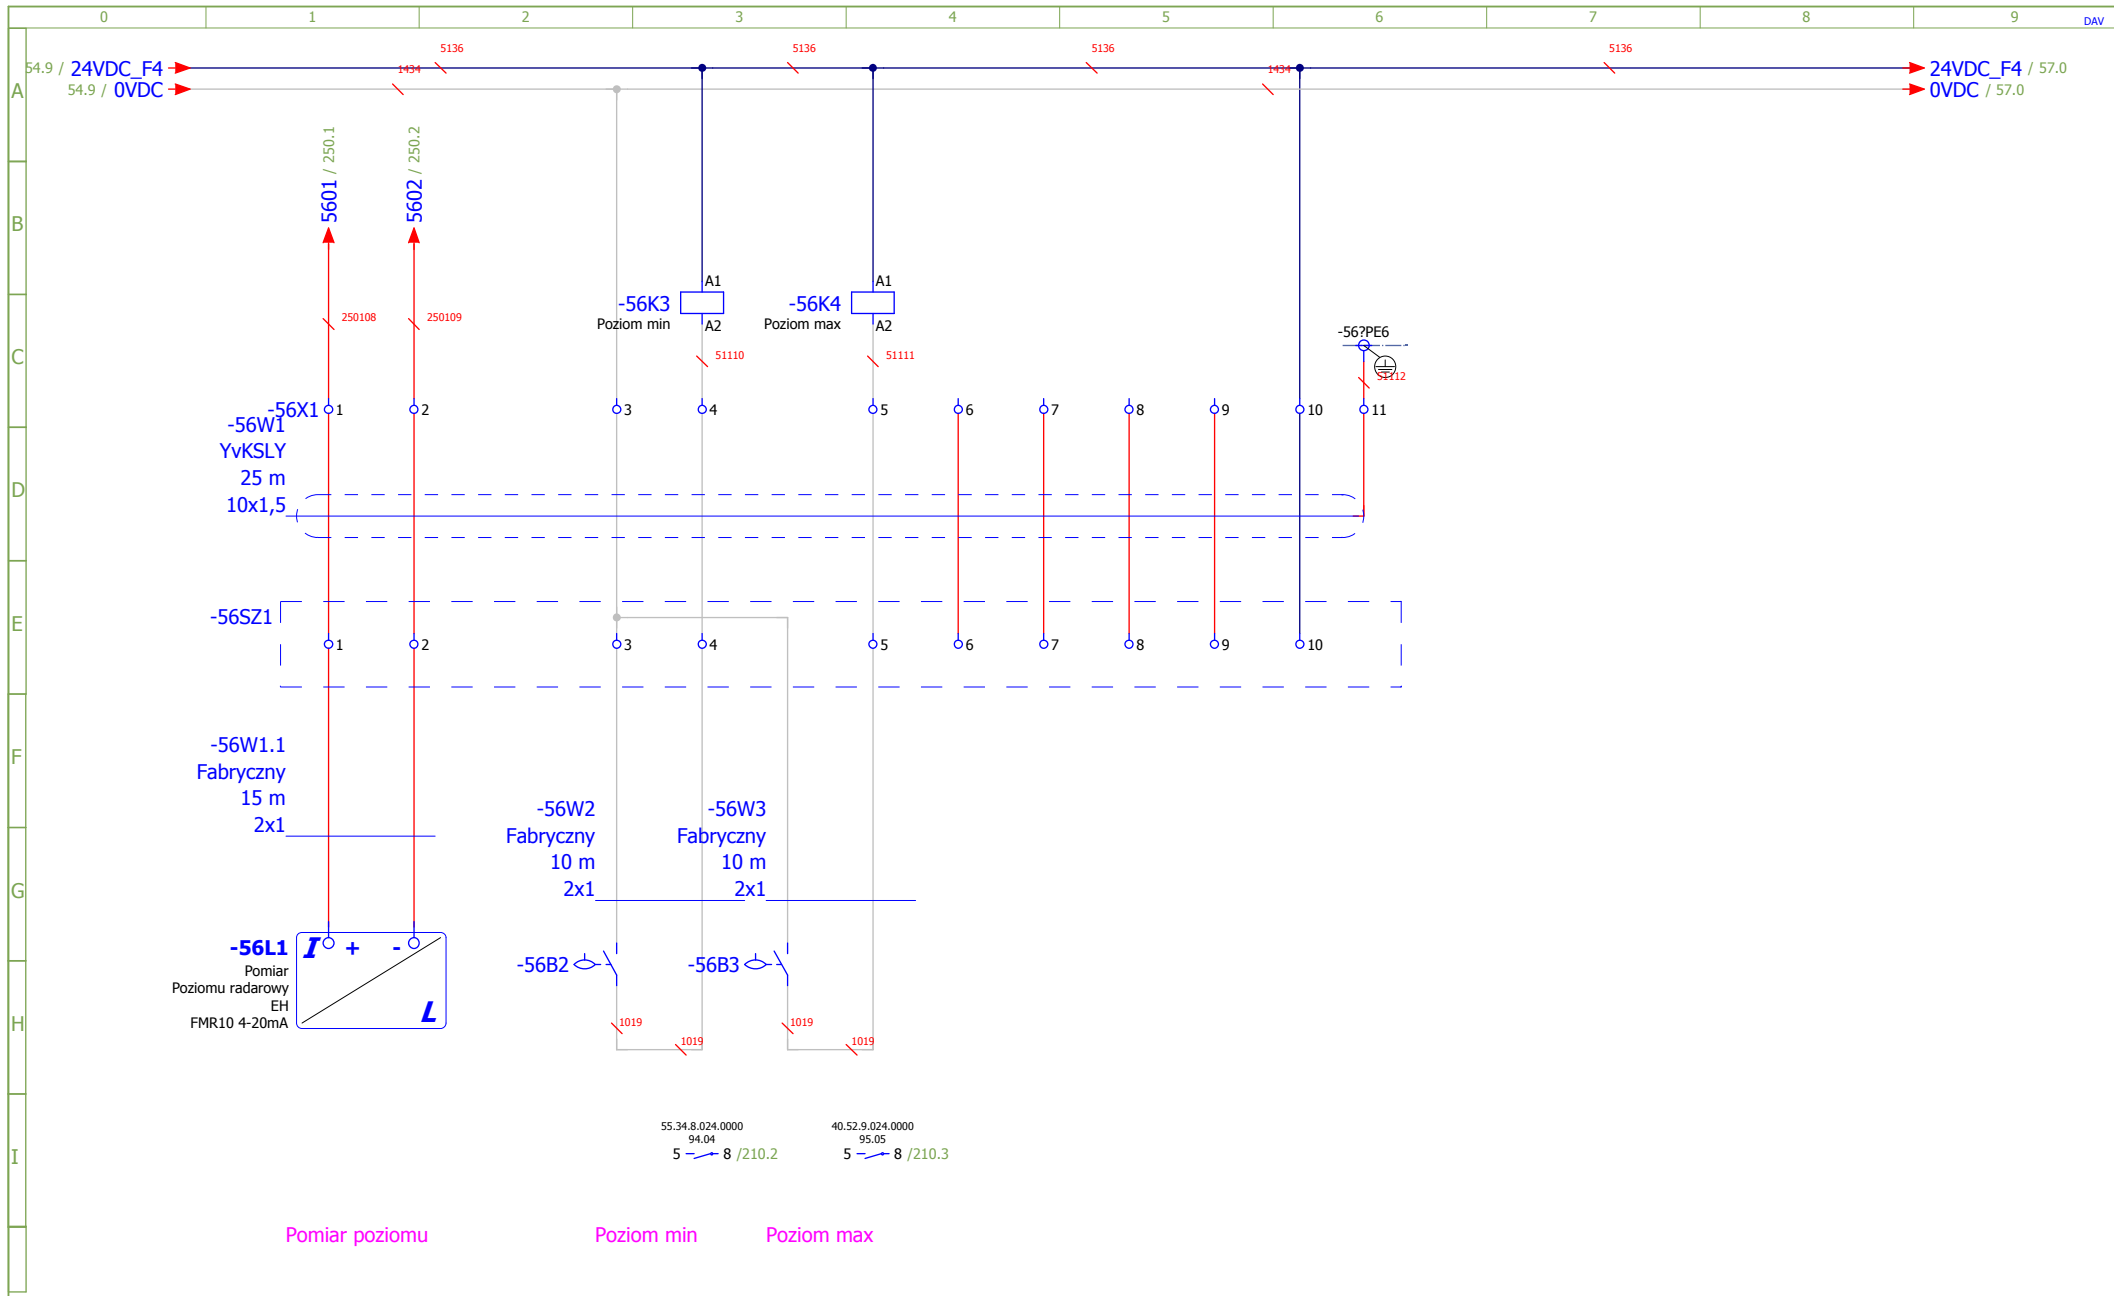 0 1 2 3 4 5 6 7 8 9 DAV
5136 5136 5136 5136
54.9 / 24VDC_F4 1434 1434 24VDC_F4 / 57.0
A
54.9 / 0VDC 0VDC / 57.0
5601 / 250.1
5602 / 250.2
B
A1 A1
-56K3 -56K4
Poziom min A2 Poziom max A2
250108 250109
-56?PE6
C
51110 51111
51112
-56X1 1 2 3 4 5 6 7 8 9 10 11
-56W1
YvKSLY
25 m
10x1,5
D
-56SZ1
E
1 2 3 4 5 6 7 8 9 10
-56W1.1
Fabryczny
15 m
2x1
F
-56W2
Fabryczny
10 m
2x1
-56W3
Fabryczny
10 m
2x1
G
-56L1 I + - L
Pomiar
Poziomu radarowy
EH
FMR10 4-20mA
-56B2 -56B3
H
1019 1019
1019 1019
55.34.8.024.0000
94.04
5 8 /210.2
40.52.9.024.0000
95.05
5 8 /210.3
I
Pomiar poziomu Poziom min Poziom max